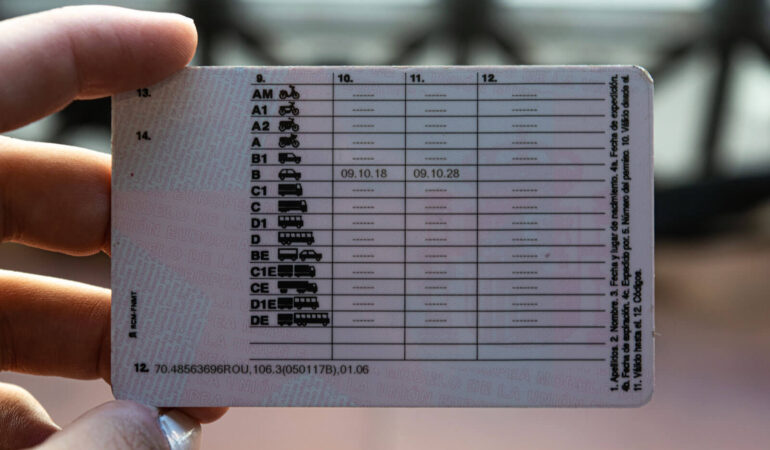 13.
14.
9. 10. 11. 12.
AM ------ ------ ------
A1 ------ ------ ------
A2 ------ ------ ------
A ------ ------ ------
B1 ------ ------ ------
B 09.10.18 09.10.28 ------
C1 ------ ------ ------
C ------ ------ ------
D1 ------ ------ ------
D ------ ------ ------
BE ------ ------ ------
C1E ------ ------ ------
CE ------ ------ ------
D1E ------ ------ ------
DE ------ ------ ------
12. 70.48563696ROU,106.3(050117B),01.06
RCM-FNMT
1. Apellidos. 2. Nombre. 3. Fecha y lugar de nacimiento. 4a. Fecha de expedición.
4b. Fecha de expiración. 4c. Expedido por. 5. Número del permiso. 10. Válido desde el.
11. Válido hasta el. 12. Códigos.